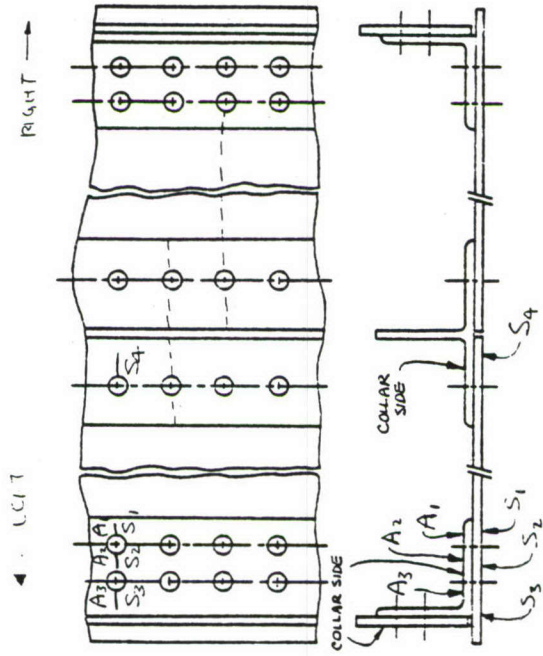 RIGHT
LEFT
S4
A1
A2
A3
S1
S2
S3
COLLAR SIDE
A3
A2
A1
COLLAR
SIDE
S4
S1
S2
S3